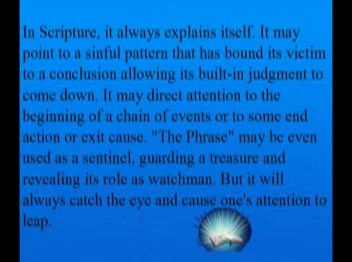 In Scripture, it always explains itself. It may
point to a sinful pattern that has bound its victim
to a conclusion allowing its built-in judgment to
come down. It may direct attention to the
beginning of a chain of events or to some end
action or exit cause. "The Phrase" may be even
used as a sentinel, guarding a treasure and
revealing its role as watchman. But it will
always catch the eye and cause one's attention to
leap.